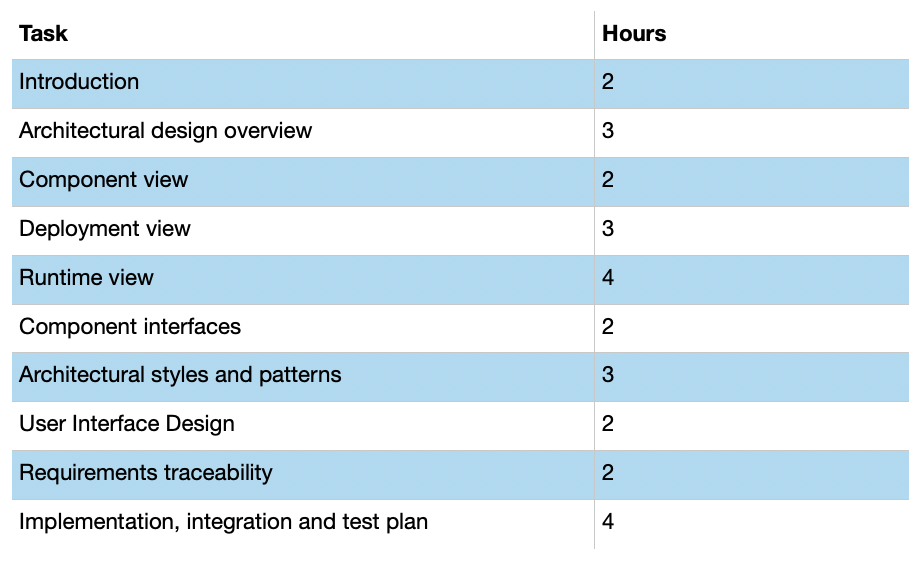 Task Hours
Introduction 2
Architectural design overview 3
Component view 2
Deployment view 3
Runtime view 4
Component interfaces 2
Architectural styles and patterns 3
User Interface Design 2
Requirements traceability 2
Implementation, integration and test plan 4